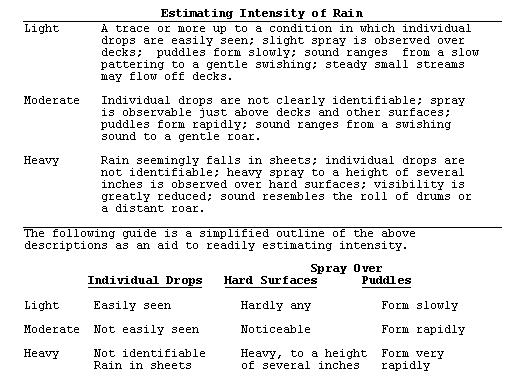 Estimating Intensity of Rain
Light A trace or more up to a condition in which individual
drops are easily seen; slight spray is observed over
decks; puddles form slowly; sound ranges from a slow
pattering to a gentle swishing; steady small streams
may flow off decks.
Moderate Individual drops are not clearly identifiable; spray
is observable just above decks and other surfaces;
puddles form rapidly; sound ranges from a swishing
sound to a gentle roar.
Heavy Rain seemingly falls in sheets; individual drops are
not identifiable; heavy spray to a height of several
inches is observed over hard surfaces; visibility is
greatly reduced; sound resembles the roll of drums or
a distant roar.
The following guide is a simplified outline of the above
descriptions as an aid to readily estimating intensity.
Spray Over
Individual Drops Hard Surfaces Puddles
Light Easily seen Hardly any Form slowly
Moderate Not easily seen Noticeable Form rapidly
Heavy Not identifiable Heavy, to a height Form very
Rain in sheets of several inches rapidly